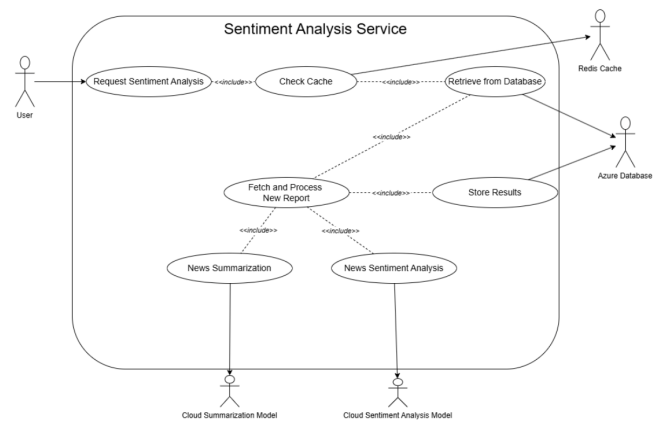 Sentiment Analysis Service
Redis Cache
User
Request Sentiment Analysis
<<include>>
Check Cache
<<include>>
Retrieve from Database
<<include>>
Azure Database
Fetch and Process
New Report
<<include>>
Store Results
<<include>>
<<include>>
News Summarization
News Sentiment Analysis
Cloud Summarization Model
Cloud Sentiment Analysis Model